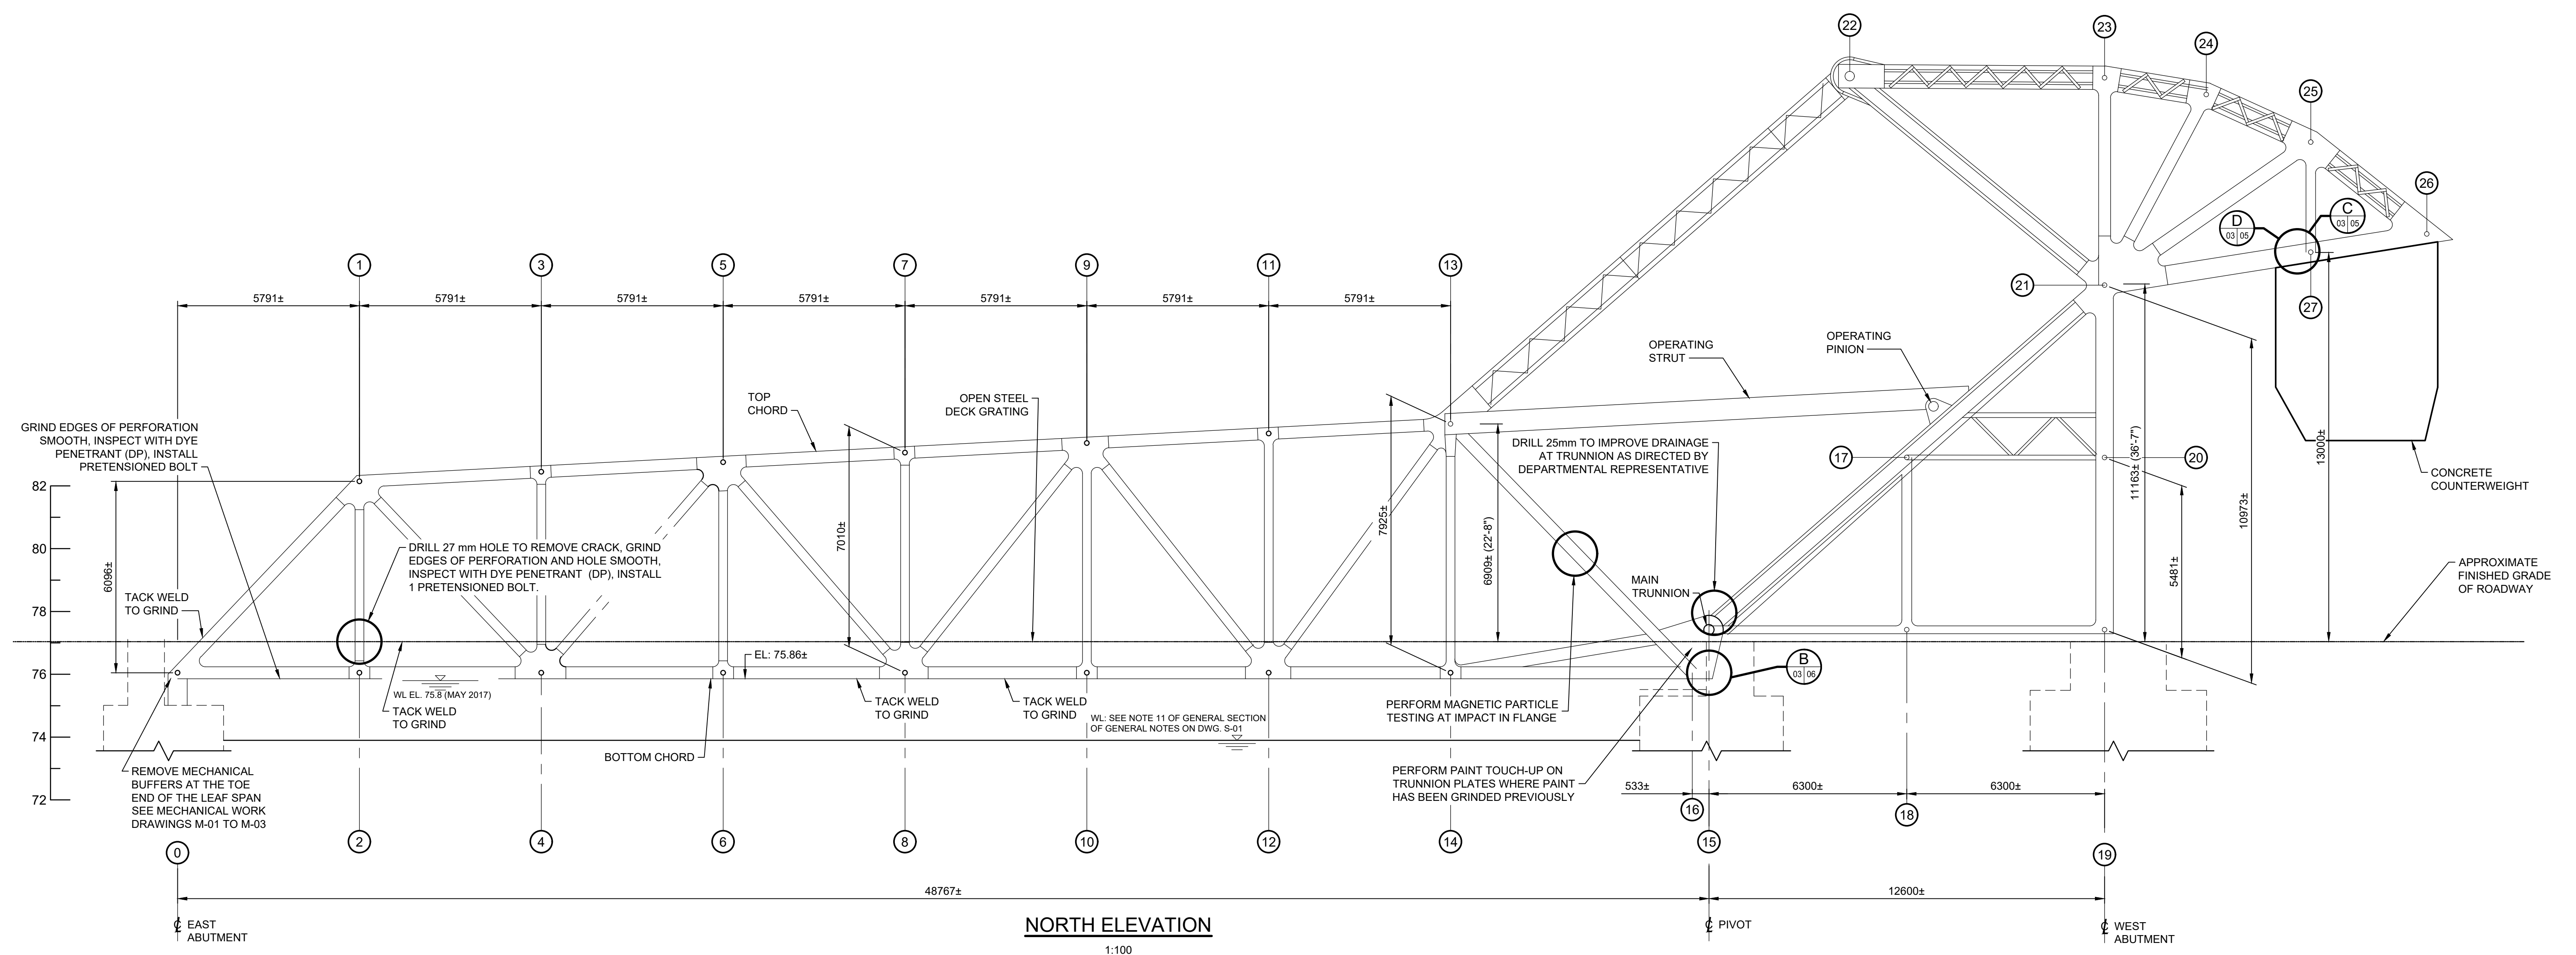 22
23
24
25
26
D
03 05
C
03 05
1
3
5
7
9
11
13
21
27
5791±
5791±
5791±
5791±
5791±
5791±
5791±
OPERATING
STRUT
OPERATING
PINION
TOP
CHORD
OPEN STEEL
DECK GRATING
GRIND EDGES OF PERFORATION
SMOOTH, INSPECT WITH DYE
PENETRANT (DP), INSTALL
PRETENSIONED BOLT
DRILL 25mm TO IMPROVE DRAINAGE
AT TRUNNION AS DIRECTED BY
DEPARTMENTAL REPRESENTATIVE
17
20
CONCRETE
COUNTERWEIGHT
82
80
78
76
74
72
6096±
7010±
7925±
6909± (22'-8")
11163± (36'-7")
5481±
10973±
13000±
DRILL 27 mm HOLE TO REMOVE CRACK, GRIND
EDGES OF PERFORATION AND HOLE SMOOTH,
INSPECT WITH DYE PENETRANT (DP), INSTALL
1 PRETENSIONED BOLT.
TACK WELD
TO GRIND
MAIN
TRUNNION
APPROXIMATE
FINISHED GRADE
OF ROADWAY
EL: 75.86±
B
03 06
WL EL. 75.8 (MAY 2017)
TACK WELD
TO GRIND
TACK WELD
TO GRIND
TACK WELD
TO GRIND
WL: SEE NOTE 11 OF GENERAL SECTION
OF GENERAL NOTES ON DWG. S-01
PERFORM MAGNETIC PARTICLE
TESTING AT IMPACT IN FLANGE
BOTTOM CHORD
REMOVE MECHANICAL
BUFFERS AT THE TOE
END OF THE LEAF SPAN
SEE MECHANICAL WORK
DRAWINGS M-01 TO M-03
PERFORM PAINT TOUCH-UP ON
TRUNNION PLATES WHERE PAINT
HAS BEEN GRINDED PREVIOUSLY
533±
6300±
6300±
16
18
2
4
6
8
10
12
14
15
0
19
48767±
12600±
℄ EAST
ABUTMENT
NORTH ELEVATION
1:100
℄ PIVOT
℄ WEST
ABUTMENT